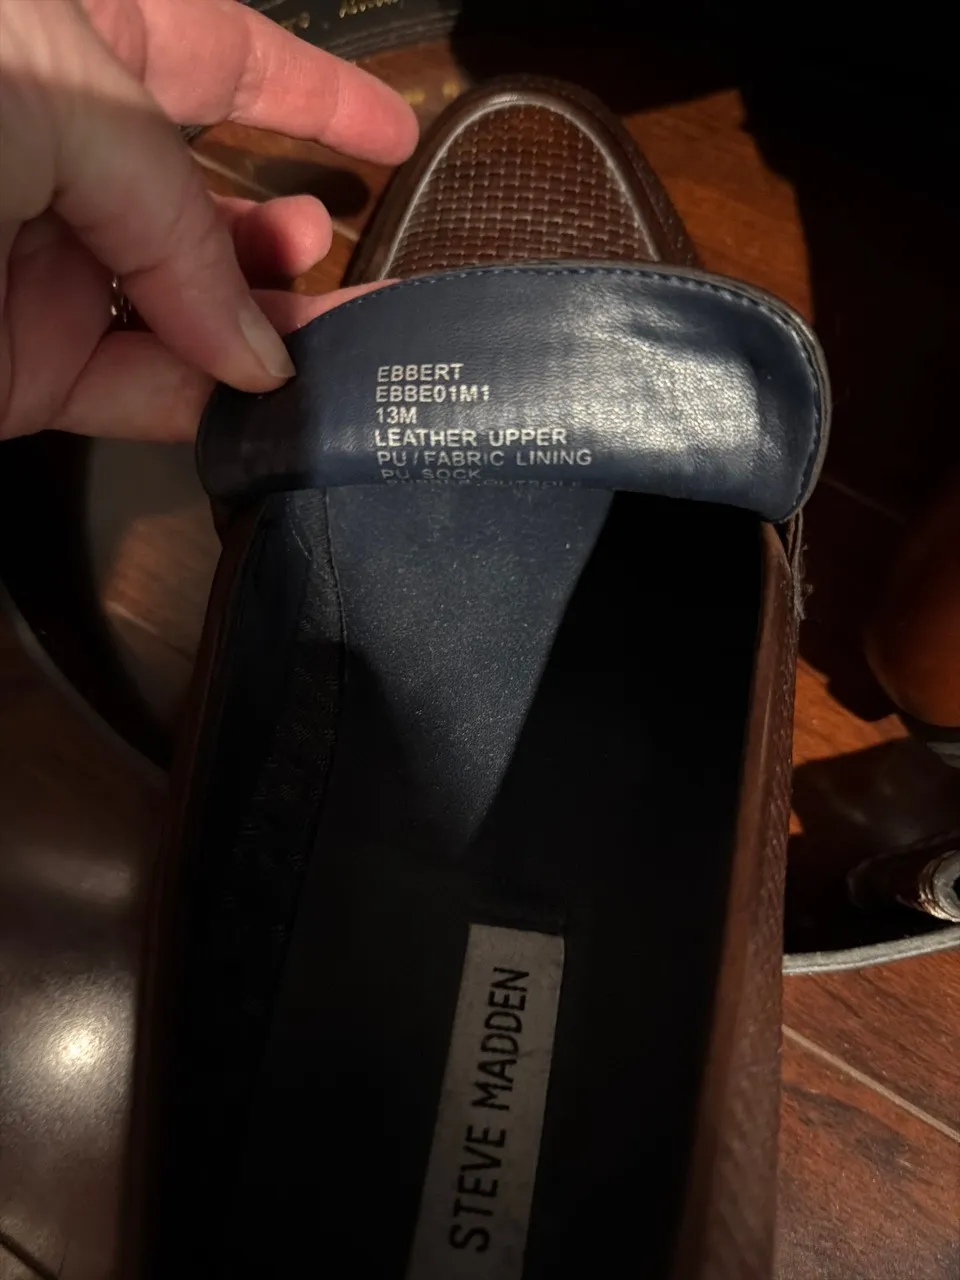 EBBERT
EBBE01M1
13M
LEATHER UPPER
PU / FABRIC LINING
PU SOCK
STEVE MADDEN